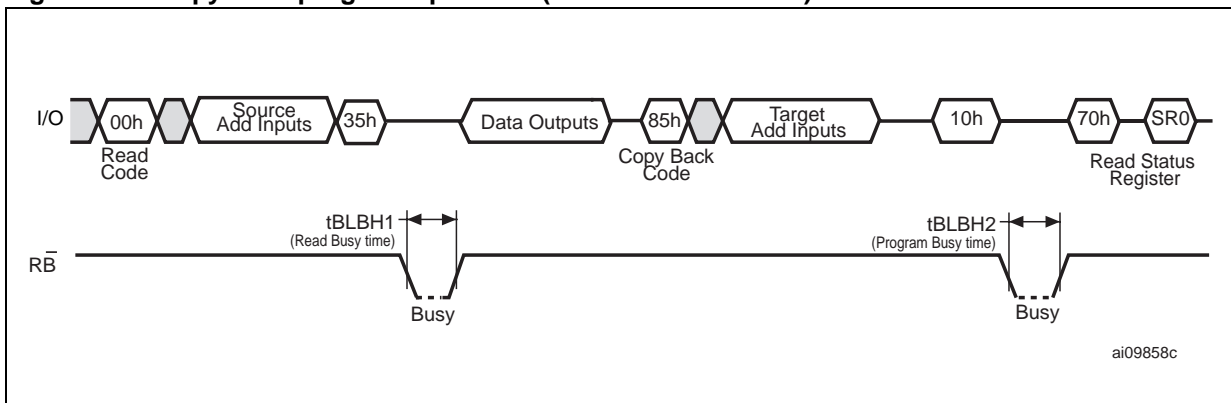 I/O
00h
Source
Add Inputs
35h
Data Outputs
85h
Target
Add Inputs
10h
70h
SR0
Read
Code
Copy Back
Code
Read Status
Register
tBLBH1
(Read Busy time)
tBLBH2
(Program Busy time)
RB̅
Busy
Busy
ai09858c